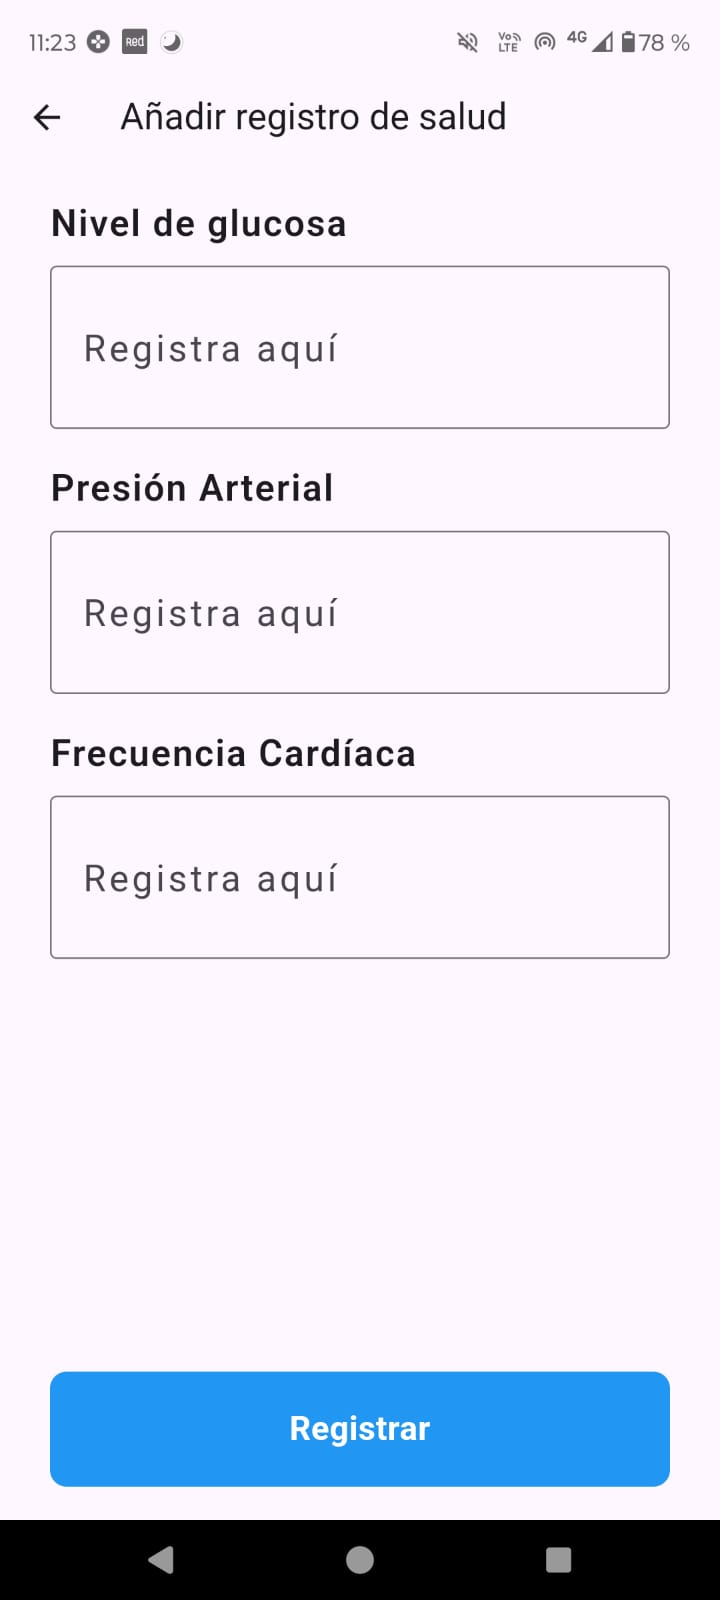 11:23 Red VoLTE 4G 78 %
Añadir registro de salud
Nivel de glucosa
Registra aquí
Presión Arterial
Registra aquí
Frecuencia Cardíaca
Registra aquí
Registrar